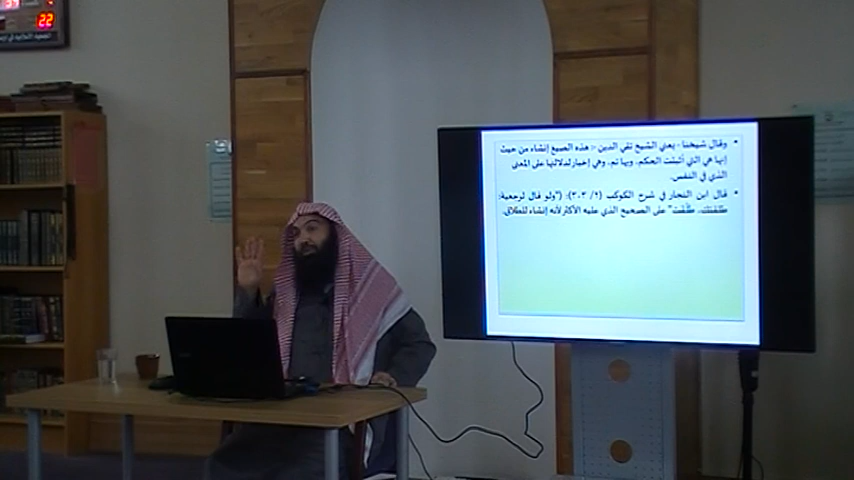 • وقال شيخنا - يعني الشيخ تقي الدين -: هذه الصيغ إنشاء من حيث
إنها هي التي أثبتت الحكم، وبها تم، وهي إخبار لدلالتها على المعنى
الذي في النفس.
• قال ابن النجار في شرح الكوكب (٢/ ٣٠٣): ("ولو قال لرجعية:
طلقتك، طلقت" على الصحيح الذي عليه الأكثر لأنه إنشاء للطلاق.
22